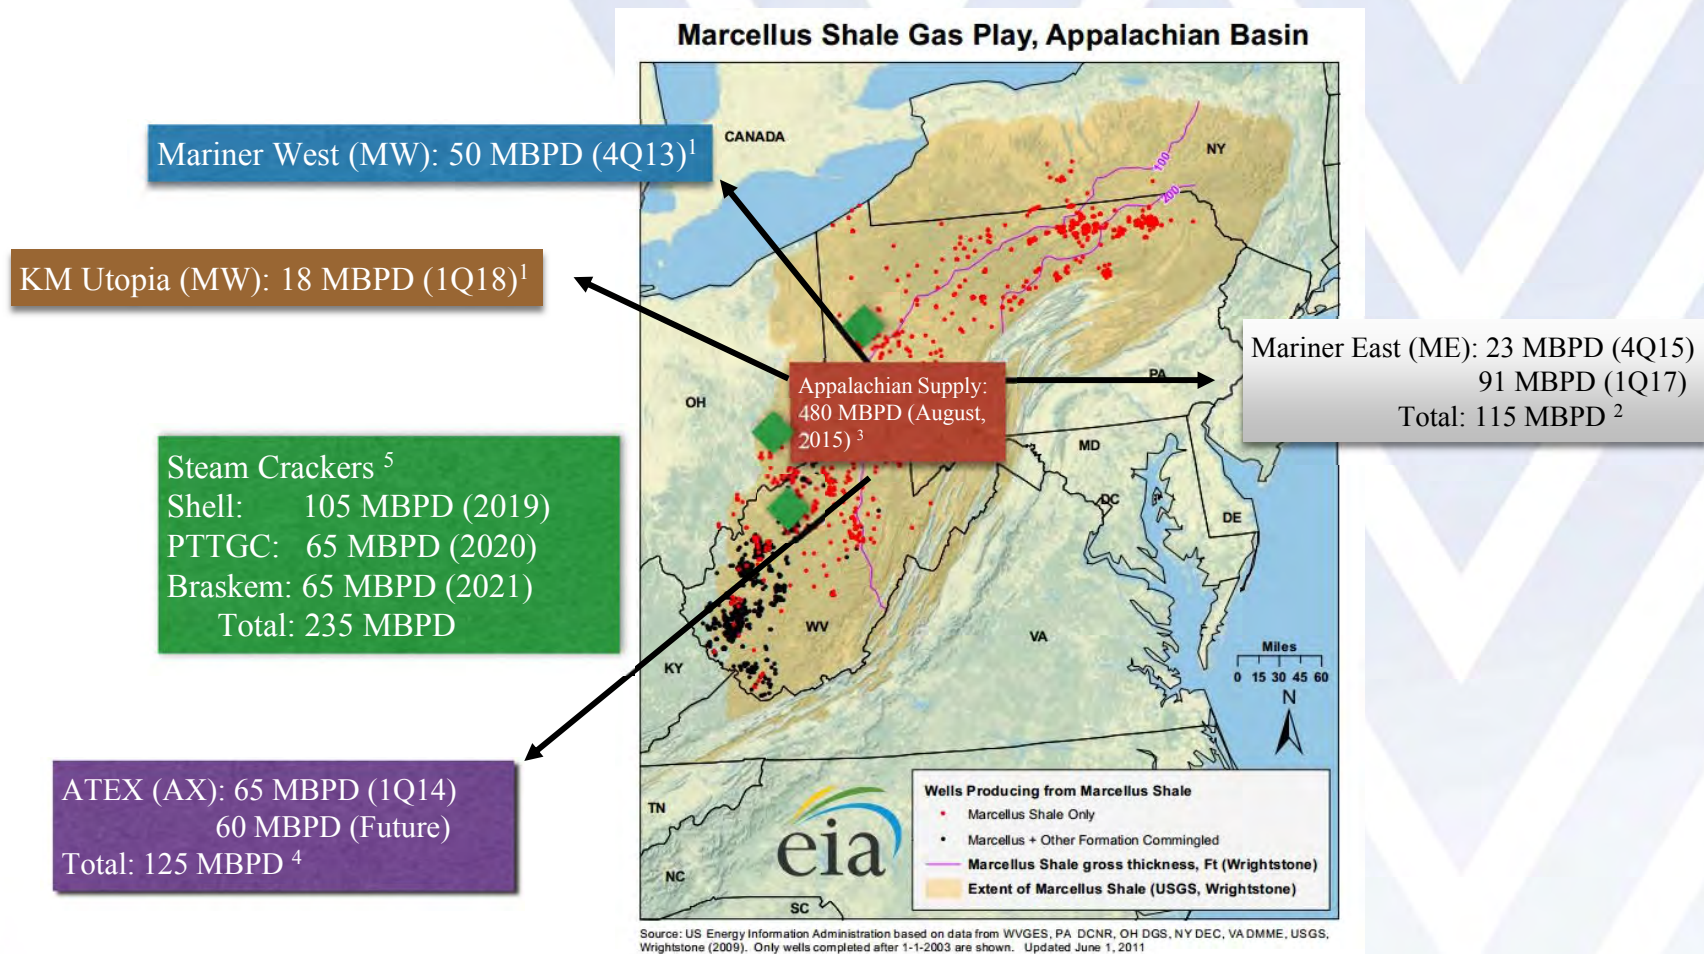 Marcellus Shale Gas Play, Appalachian Basin
CANADA
NY
100
200
Mariner West (MW): 50 MBPD (4Q13)1
KM Utopia (MW): 18 MBPD (1Q18)1
Mariner East (ME): 23 MBPD (4Q15)
91 MBPD (1Q17)
Total: 115 MBPD 2
PA
Appalachian Supply:
480 MBPD (August,
2015) 3
OH
MD
DC
DE
Steam Crackers 5
Shell: 105 MBPD (2019)
PTTGC: 65 MBPD (2020)
Braskem: 65 MBPD (2021)
Total: 235 MBPD
WV
VA
KY
Miles
0 15 30 45 60
N
ATEX (AX): 65 MBPD (1Q14)
60 MBPD (Future)
Total: 125 MBPD 4
TN
NC
SC
eia
Wells Producing from Marcellus Shale
Marcellus Shale Only
Marcellus + Other Formation Commingled
Marcellus Shale gross thickness, Ft (Wrightstone)
Extent of Marcellus Shale (USGS, Wrightstone)
Source: US Energy Information Administration based on data from WVGES, PA DCNR, OH DGS, NY DEC, VA DMME, USGS,
Wrightstone (2009). Only wells completed after 1-1-2003 are shown. Updated June 1, 2011